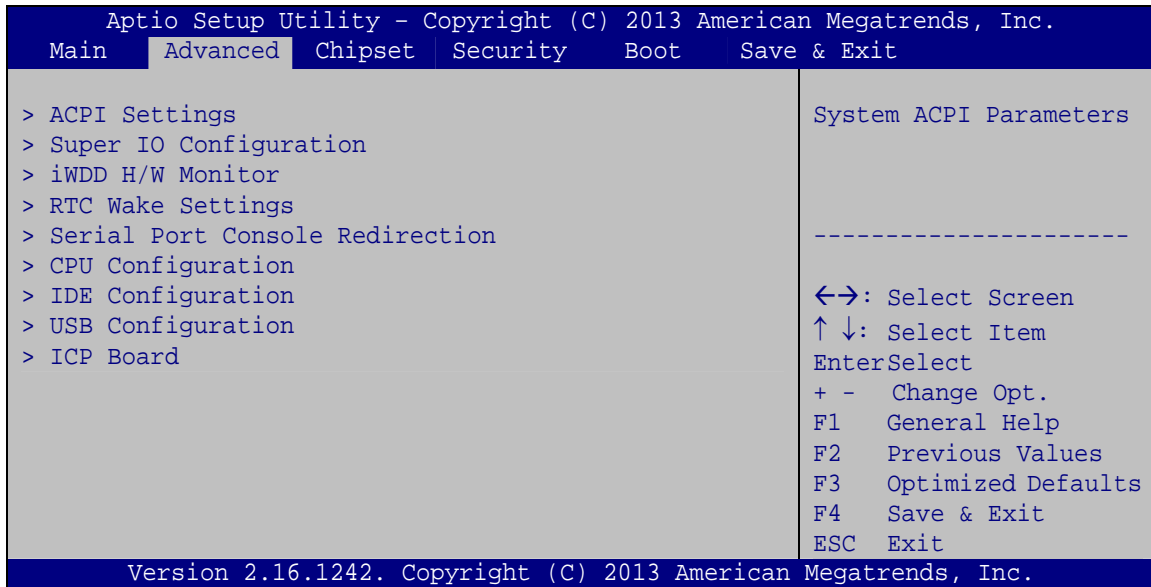 Aptio Setup Utility – Copyright (C) 2013 American Megatrends, Inc.
Main Advanced Chipset Security Boot Save & Exit
> ACPI Settings
> Super IO Configuration
> iWDD H/W Monitor
> RTC Wake Settings
> Serial Port Console Redirection
> CPU Configuration
> IDE Configuration
> USB Configuration
> ICP Board
System ACPI Parameters
----------------------
←→: Select Screen
↑ ↓: Select Item
EnterSelect
+ - Change Opt.
F1 General Help
F2 Previous Values
F3 Optimized Defaults
F4 Save & Exit
ESC Exit
Version 2.16.1242. Copyright (C) 2013 American Megatrends, Inc.